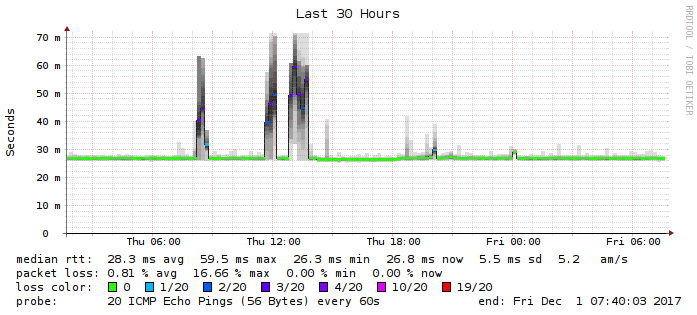 Last 30 Hours
RRDTOOL / TOBI OETIKER
Seconds
70 m
60 m
50 m
40 m
30 m
20 m
10 m
0
Thu 06:00 Thu 12:00 Thu 18:00 Fri 00:00 Fri 06:00
median rtt: 28.3 ms avg 59.5 ms max 26.3 ms min 26.8 ms now 5.5 ms sd 5.2 am/s
packet loss: 0.81 % avg 16.66 % max 0.00 % min 0.00 % now
loss color: 0 1/20 2/20 3/20 4/20 10/20 19/20
probe: 20 ICMP Echo Pings (56 Bytes) every 60s end: Fri Dec 1 07:40:03 2017